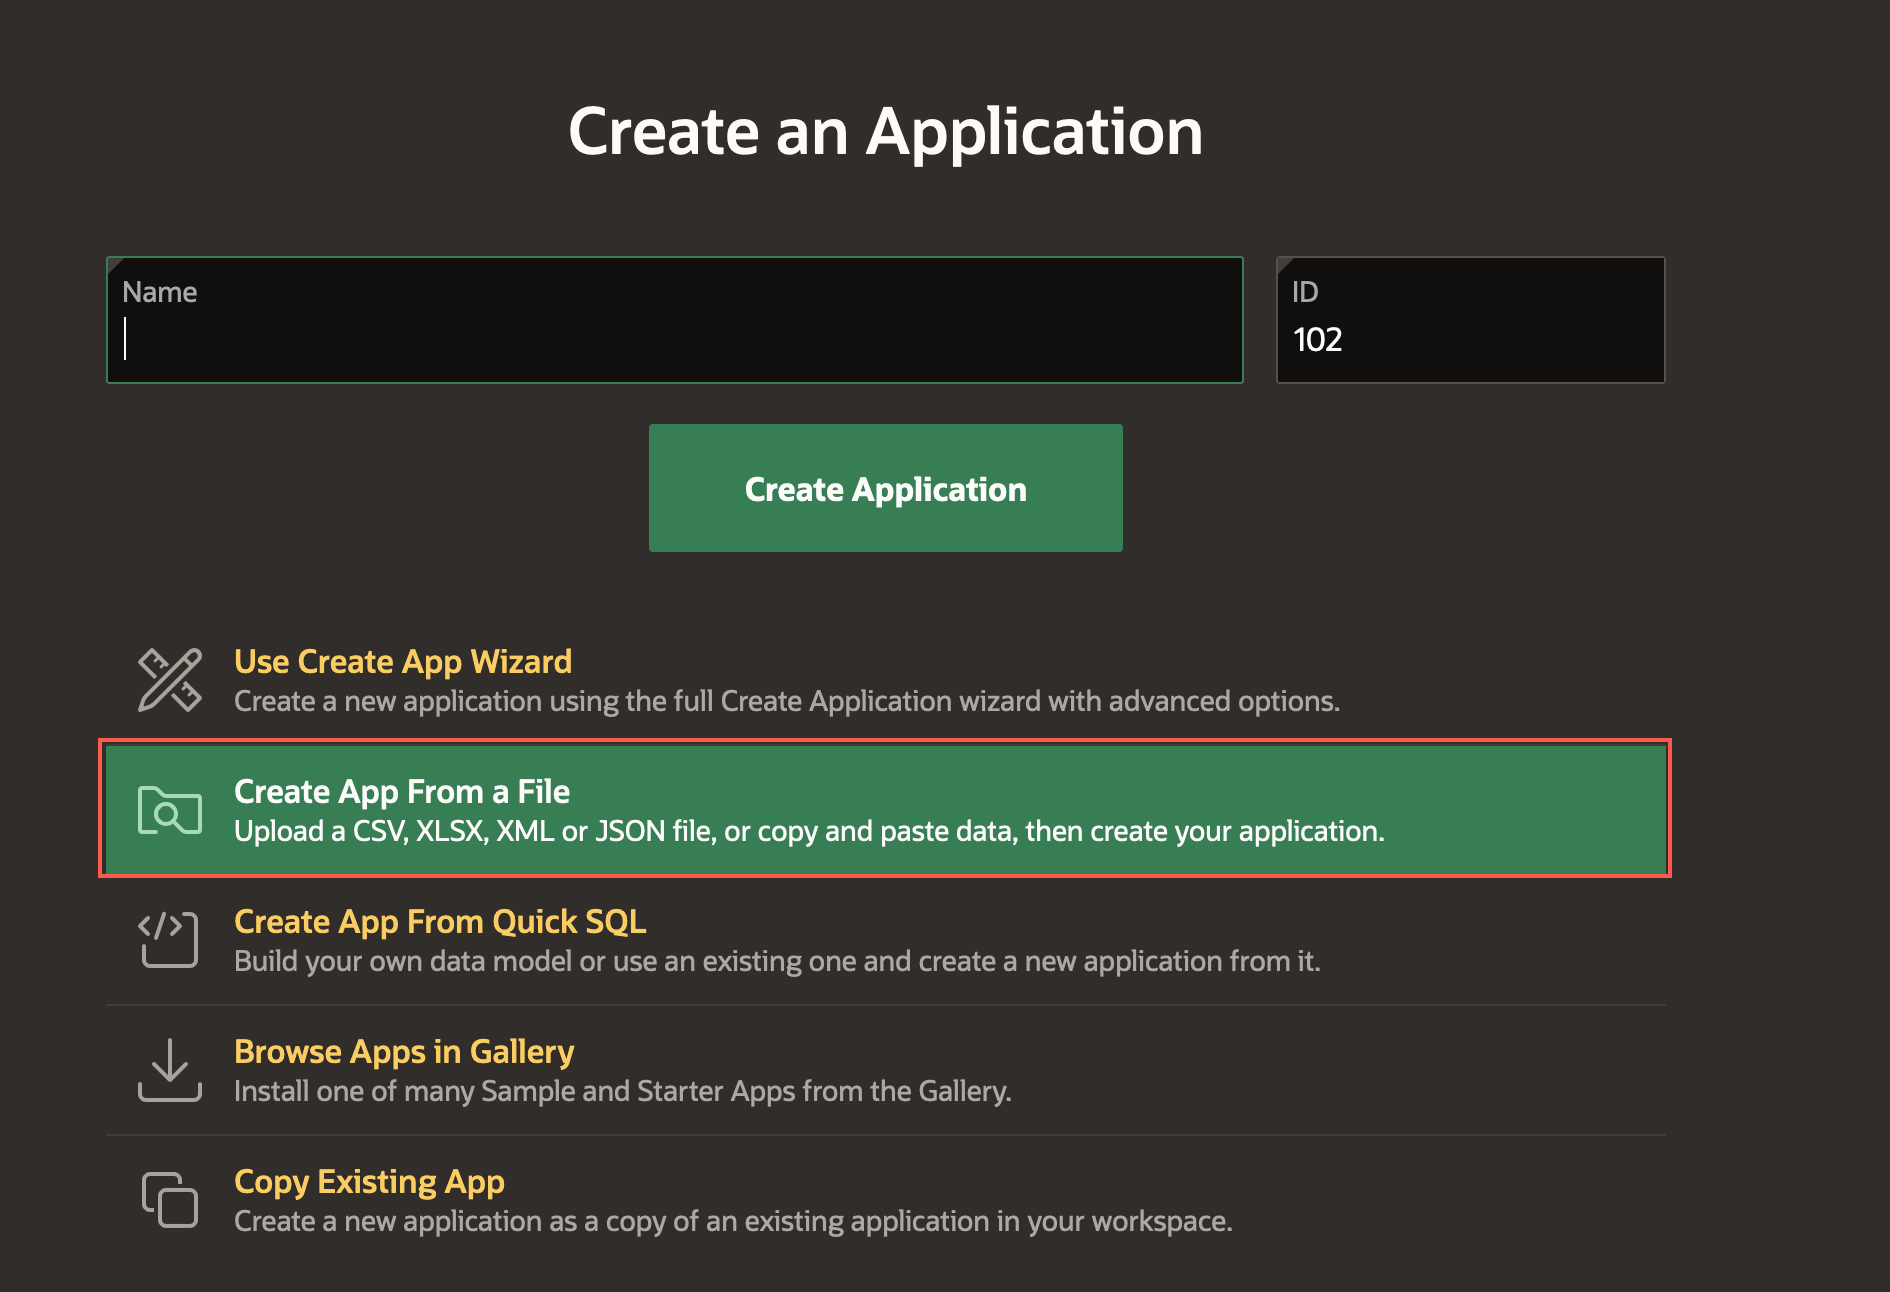 Create an Application
Name
ID
102
Create Application
Use Create App Wizard
Create a new application using the full Create Application wizard with advanced options.
Create App From a File
Upload a CSV, XLSX, XML or JSON file, or copy and paste data, then create your application.
Create App From Quick SQL
Build your own data model or use an existing one and create a new application from it.
Browse Apps in Gallery
Install one of many Sample and Starter Apps from the Gallery.
Copy Existing App
Create a new application as a copy of an existing application in your workspace.